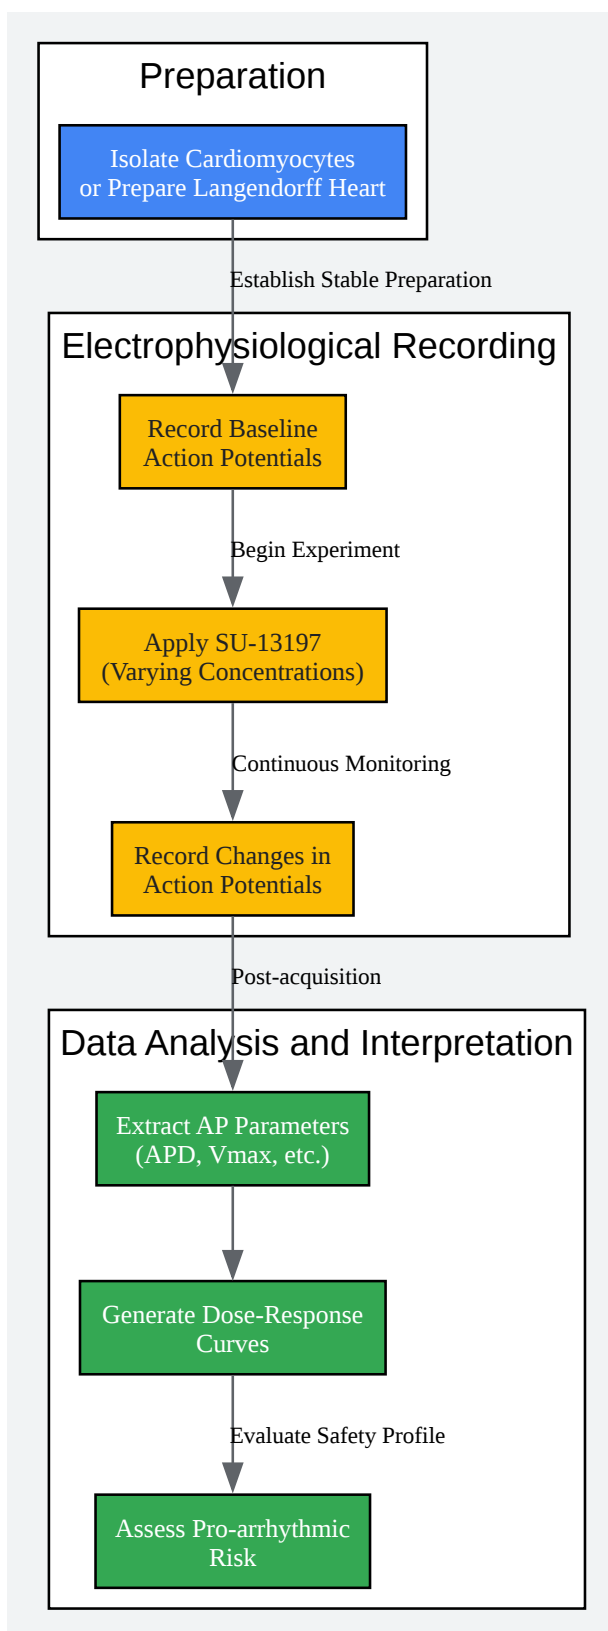 Preparation
Isolate Cardiomyocytes
or Prepare Langendorff Heart
Establish Stable Preparation
Electrophysiological Recording
Record Baseline
Action Potentials
Begin Experiment
Apply SU-13197
(Varying Concentrations)
Continuous Monitoring
Record Changes in
Action Potentials
Post-acquisition
Data Analysis and Interpretation
Extract AP Parameters
(APD, Vmax, etc.)
Generate Dose-Response
Curves
Evaluate Safety Profile
Assess Pro-arrhythmic
Risk